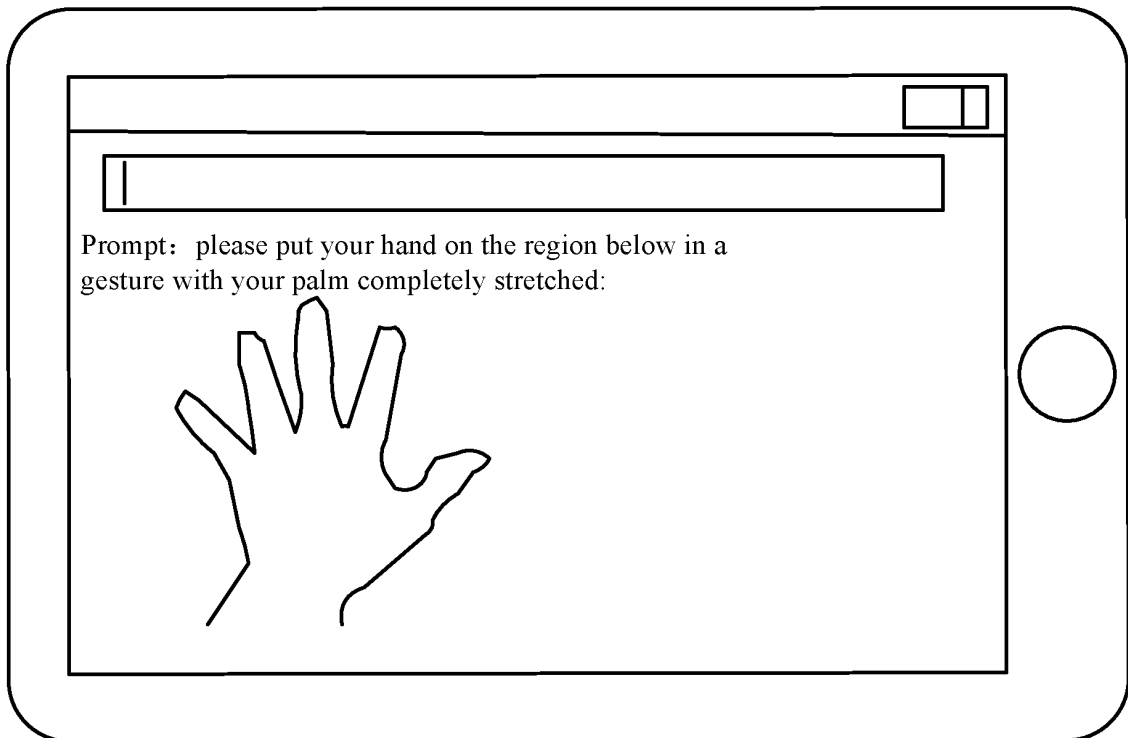 Prompt：please put your hand on the region below in a
gesture with your palm completely stretched: